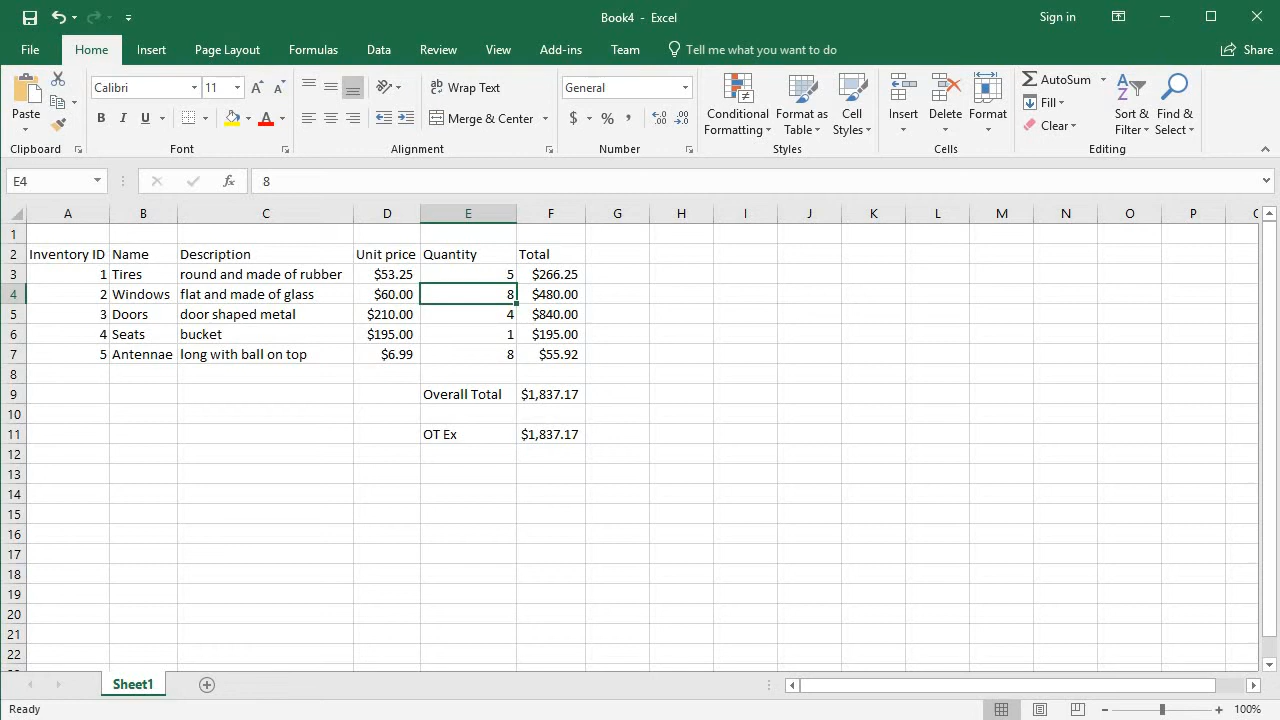 Book4 - Excel
Sign in
File Home Insert Page Layout Formulas Data Review View Add-ins Team Tell me what you want to do Share
Paste
Clipboard
Calibri 11
B I U A
Font
Wrap Text
Merge & Center
Alignment
General
$ % ,
Number
Conditional Formatting
Format as Table
Cell Styles
Styles
Insert Delete Format
Cells
AutoSum
Fill
Clear
Sort & Filter
Find & Select
Editing
E4 fx 8
A B C D E F G H I J K L M N O P
1
2 Inventory ID Name Description Unit price Quantity Total
3 1 Tires round and made of rubber $53.25 5 $266.25
4 2 Windows flat and made of glass $60.00 8 $480.00
5 3 Doors door shaped metal $210.00 4 $840.00
6 4 Seats bucket $195.00 1 $195.00
7 5 Antennae long with ball on top $6.99 8 $55.92
8
9 Overall Total $1,837.17
10
11 OT Ex $1,837.17
12
13
14
15
16
17
18
19
20
21
22
Sheet1
Ready
100%